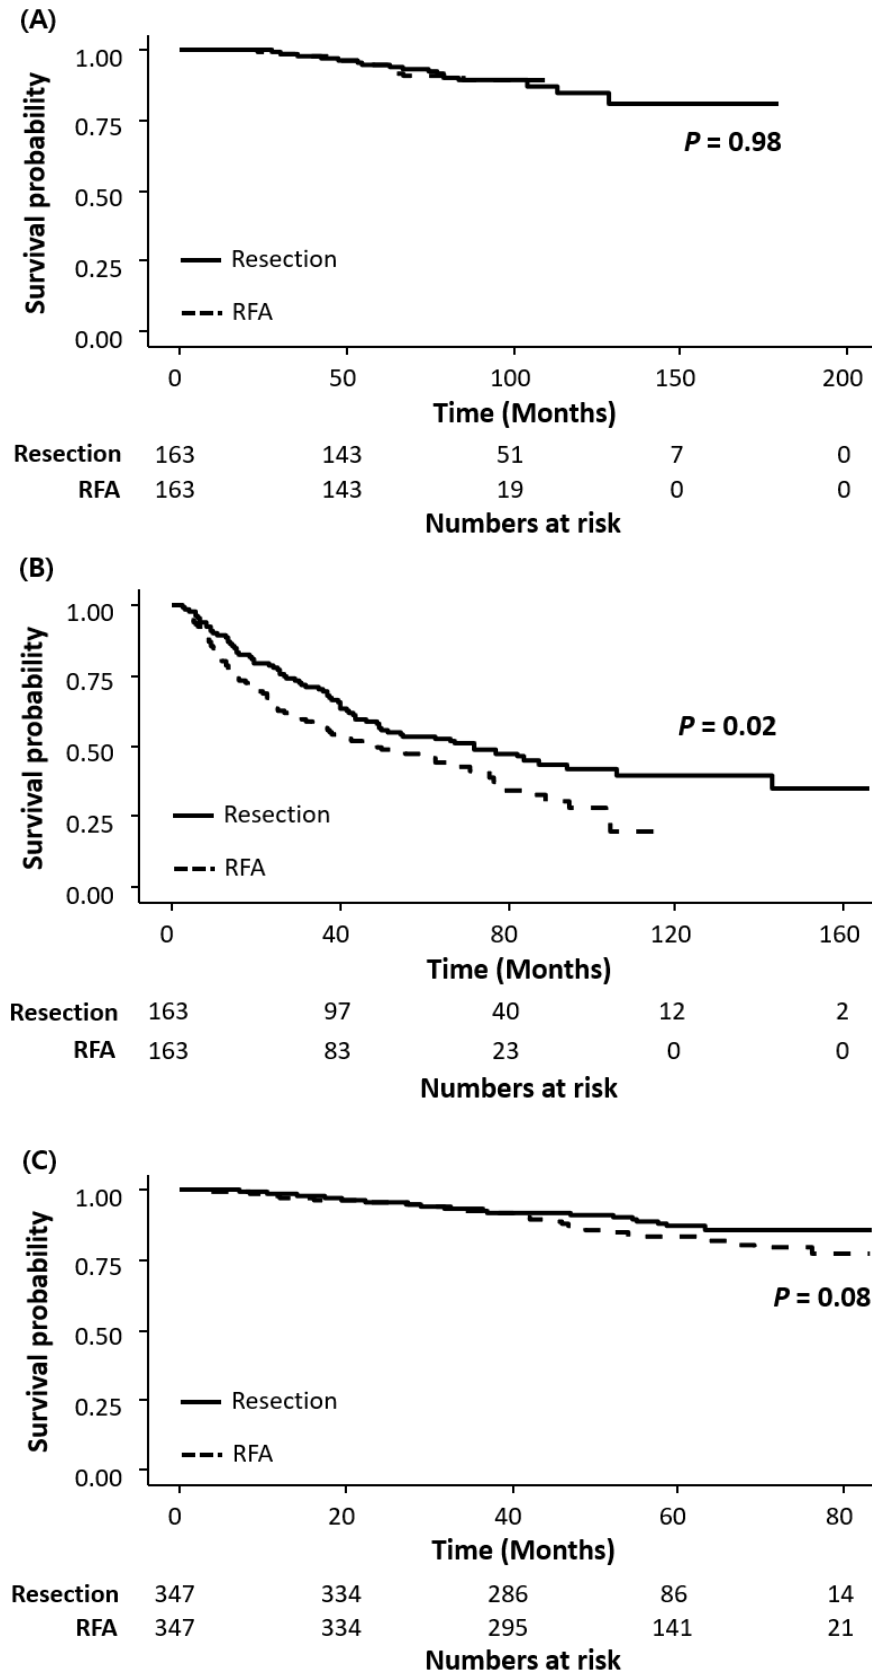 (A)
Survival probability
1.00
0.75
0.50
0.25
0.00
P = 0.98
Resection
RFA
0 50 100 150 200
Time (Months)
Resection 163 143 51 7 0
RFA 163 143 19 0 0
Numbers at risk
(B)
Survival probability
1.00
0.75
0.50
0.25
0.00
P = 0.02
Resection
RFA
0 40 80 120 160
Time (Months)
Resection 163 97 40 12 2
RFA 163 83 23 0 0
Numbers at risk
(C)
Survival probability
1.00
0.75
0.50
0.25
0.00
P = 0.08
Resection
RFA
0 20 40 60 80
Time (Months)
Resection 347 334 286 86 14
RFA 347 334 295 141 21
Numbers at risk